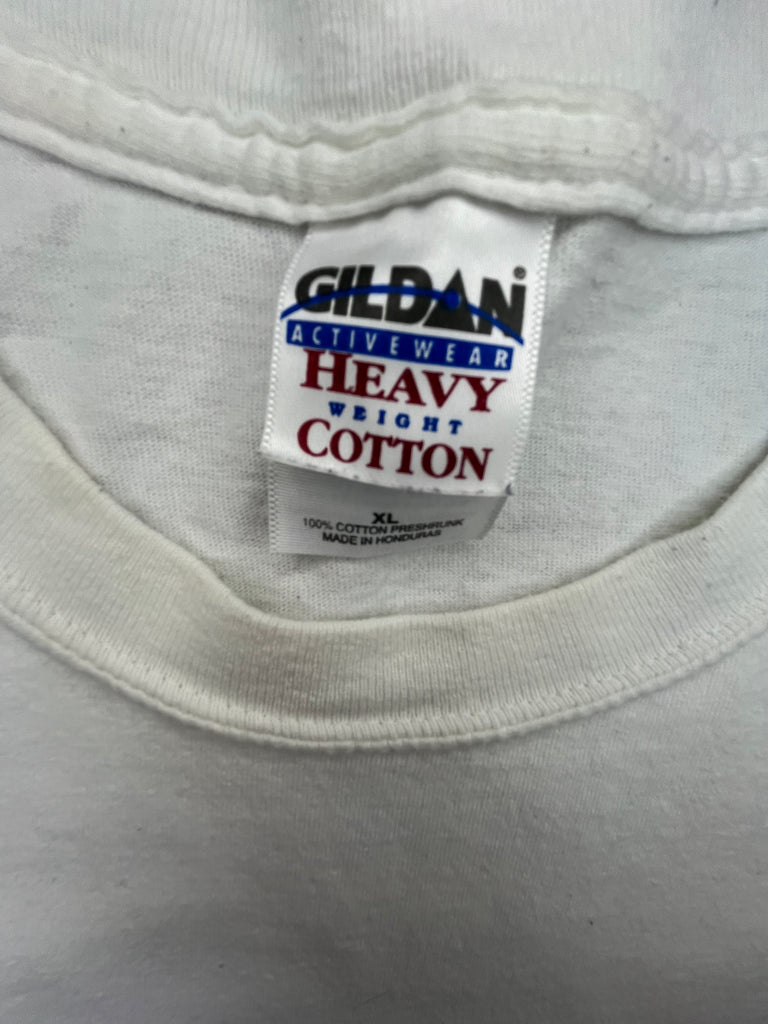 GILDAN®
ACTIVEWEAR
HEAVY
WEIGHT
COTTON
XL
100% COTTON PRESHRUNK
MADE IN HONDURAS